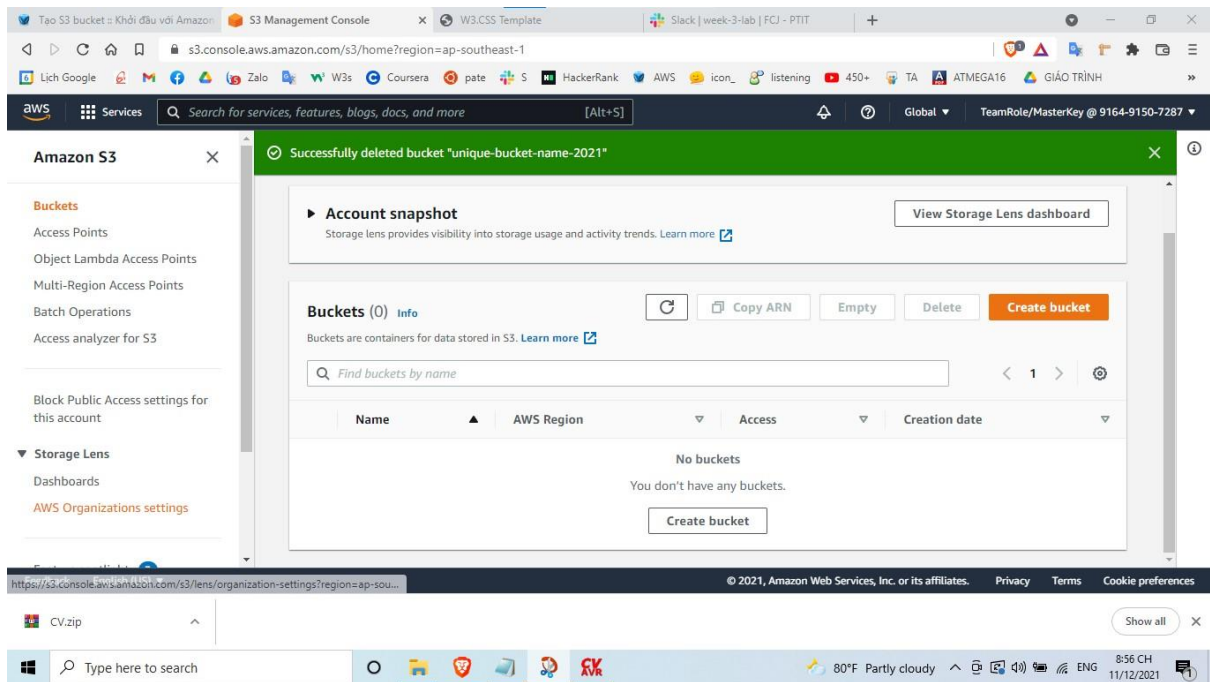 Tạo S3 bucket :: Khởi đầu với Amazon
S3 Management Console
W3.CSS Template
Slack | week-3-lab | FCJ - PTIT
s3.console.aws.amazon.com/s3/home?region=ap-southeast-1
Lịch Google
Zalo
W3s
Coursera
pate
S
HackerRank
AWS
icon_
listening
450+
TA
ATMEGA16
GIÁO TRÌNH
»
aws
Services
Search for services, features, blogs, docs, and more
[Alt+S]
Global
TeamRole/MasterKey @ 9164-9150-7287
Amazon S3
Successfully deleted bucket "unique-bucket-name-2021"
Buckets
Access Points
Object Lambda Access Points
Multi-Region Access Points
Batch Operations
Access analyzer for S3
Block Public Access settings for
this account
Storage Lens
Dashboards
AWS Organizations settings
Account snapshot
View Storage Lens dashboard
Storage lens provides visibility into storage usage and activity trends. Learn more
Buckets (0) Info
Copy ARN
Empty
Delete
Create bucket
Buckets are containers for data stored in S3. Learn more
Find buckets by name
1
Name
AWS Region
Access
Creation date
No buckets
You don't have any buckets.
Create bucket
https://s3.console.aws.amazon.com/s3/lens/organization-settings?region=ap-sou...
© 2021, Amazon Web Services, Inc. or its affiliates.
Privacy
Terms
Cookie preferences
CV.zip
Show all
Type here to search
80°F Partly cloudy
ENG
8:56 CH
11/12/2021